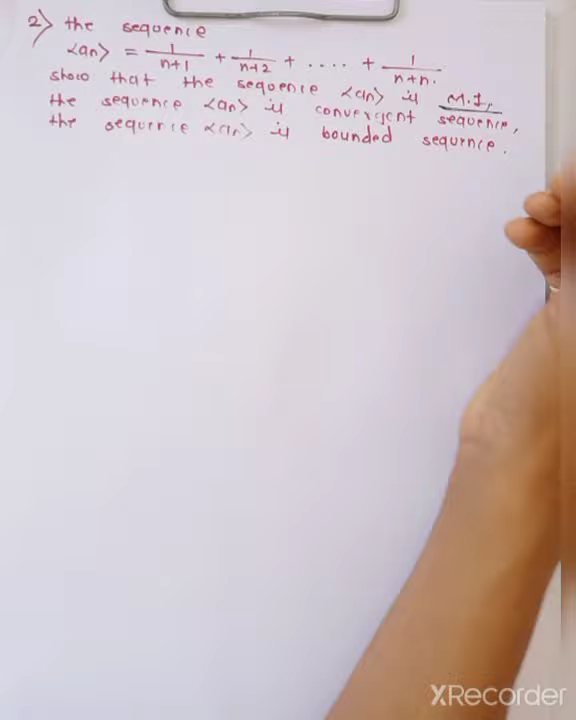 2) the sequence
<an> = 1/n+1 + 1/n+2 + .... + 1/n+n.
show that the sequence <an> is M.I,
the sequence <an> is convergent sequence,
the sequence <an> is bounded sequence.
XRecorder